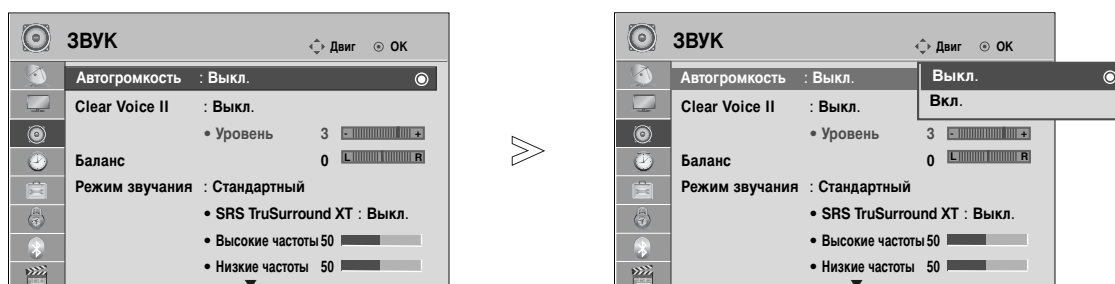 ЗВУК
Двиг OK
Автогромкость : Выкл.
Clear Voice II : Выкл.
• Уровень 3 - +
Баланс 0 L R
Режим звучания : Стандартный
• SRS TruSurround XT : Выкл.
• Высокие частоты 50
• Низкие частоты 50
ЗВУК
Двиг OK
Автогромкость : Выкл.
Выкл.
Вкл.
Clear Voice II : Выкл.
• Уровень 3 - +
Баланс 0 L R
Режим звучания : Стандартный
• SRS TruSurround XT : Выкл.
• Высокие частоты 50
• Низкие частоты 50